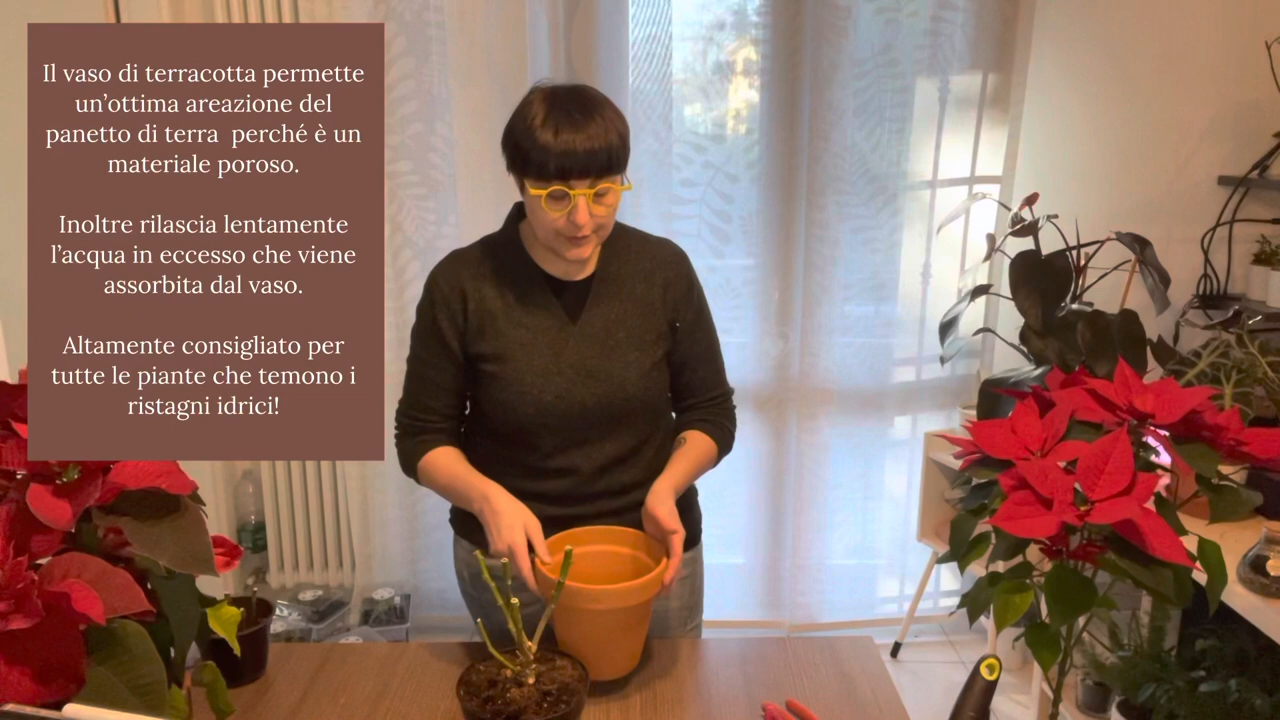 Il vaso di terracotta permette
un’ottima areazione del
panetto di terra  perché è un
materiale poroso.
Inoltre rilascia lentamente
l’acqua in eccesso che viene
assorbita dal vaso.
Altamente consigliato per
tutte le piante che temono i
ristagni idrici!